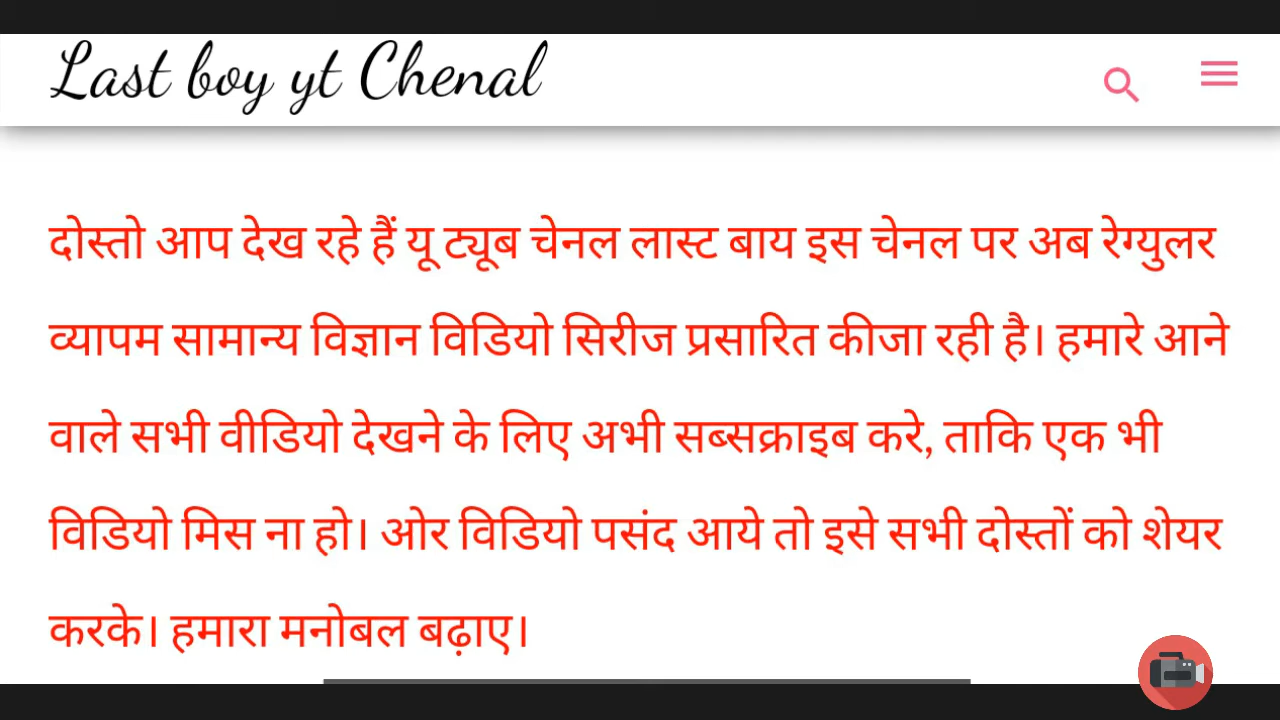 Last boy yt Chenal
दोस्तो आप देख रहे हैं यू ट्यूब चेनल लास्ट बाय इस चेनल पर अब रेग्युलर
व्यापम सामान्य विज्ञान विडियो सिरीज प्रसारित कीजा रही है। हमारे आने
वाले सभी वीडियो देखने के लिए अभी सब्सक्राइब करे, ताकि एक भी
विडियो मिस ना हो। ओर विडियो पसंद आये तो इसे सभी दोस्तों को शेयर
करके। हमारा मनोबल बढ़ाए।